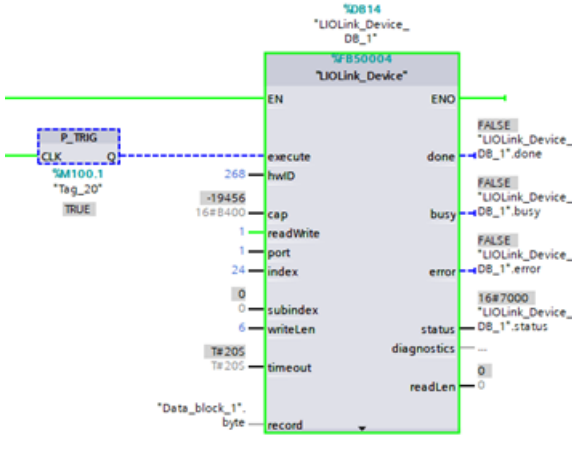 %DB14
"LIOLink_Device_
DB_1"
%FB50004
"LIOLink_Device"
EN ENO
P_TRIG
CLK Q
%M100.1
"Tag_20"
TRUE
execute
268 hwID
-19456
16#B400 cap
1 readWrite
1 port
24 index
0
0 subindex
6 writeLen
T#20S
T#20S timeout
"Data_block_1".
byte record
FALSE
"LIOLink_Device_
done DB_1".done
FALSE
"LIOLink_Device_
busy DB_1".busy
FALSE
"LIOLink_Device_
error DB_1".error
16#7000
"LIOLink_Device_
status DB_1".status
diagnostics ...
0
readLen 0